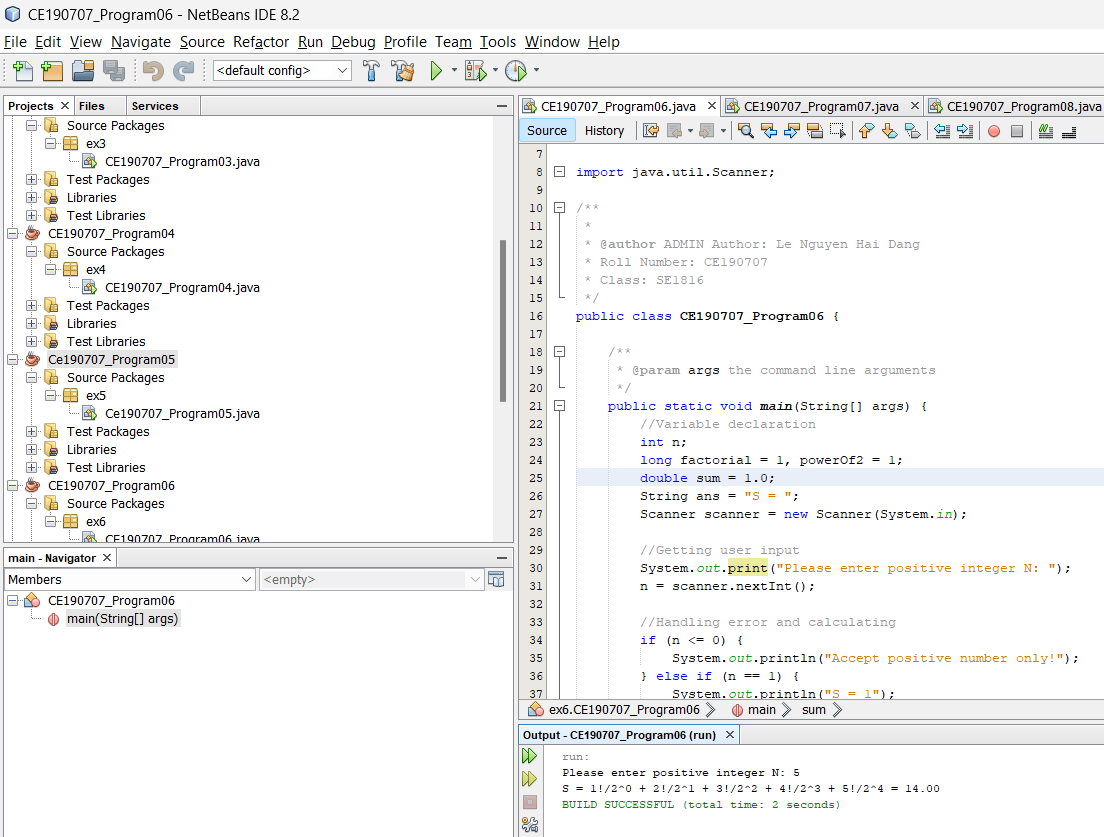 CE190707_Program06 - NetBeans IDE 8.2
File Edit View Navigate Source Refactor Run Debug Profile Team Tools Window Help
<default config>
Projects Files Services
Source Packages
ex3
CE190707_Program03.java
Test Packages
Libraries
Test Libraries
CE190707_Program04
Source Packages
ex4
CE190707_Program04.java
Test Packages
Libraries
Test Libraries
Ce190707_Program05
Source Packages
ex5
Ce190707_Program05.java
Test Packages
Libraries
Test Libraries
CE190707_Program06
Source Packages
ex6
CE190707_Program06.java
main - Navigator
Members <empty>
CE190707_Program06
main(String[] args)
CE190707_Program06.java CE190707_Program07.java CE190707_Program08.java
Source History
7
8 import java.util.Scanner;
9
10 /**
11 *
12 * @author ADMIN Author: Le Nguyen Hai Dang
13 * Roll Number: CE190707
14 * Class: SE1816
15 */
16 public class CE190707_Program06 {
17
18 /**
19 * @param args the command line arguments
20 */
21 public static void main(String[] args) {
22 //Variable declaration
23 int n;
24 long factorial = 1, powerOf2 = 1;
25 double sum = 1.0;
26 String ans = "S = ";
27 Scanner scanner = new Scanner(System.in);
28
29 //Getting user input
30 System.out.print("Please enter positive integer N: ");
31 n = scanner.nextInt();
32
33 //Handling error and calculating
34 if (n <= 0) {
35 System.out.println("Accept positive number only!");
36 } else if (n == 1) {
37 System.out.println("S = 1");
ex6.CE190707_Program06 main sum
Output - CE190707_Program06 (run)
run:
Please enter positive integer N: 5
S = 1!/2^0 + 2!/2^1 + 3!/2^2 + 4!/2^3 + 5!/2^4 = 14.00
BUILD SUCCESSFUL (total time: 2 seconds)